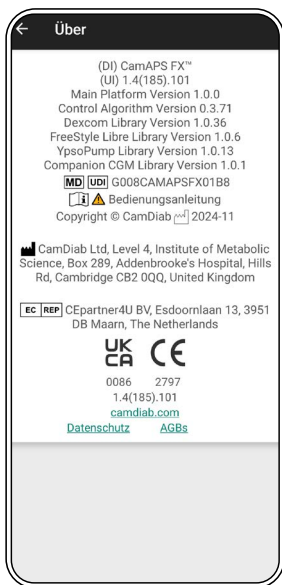 Über
(DI) CamAPS FX™
(UI) 1.4(185).101
Main Platform Version 1.0.0
Control Algorithm Version 0.3.71
Dexcom Library Version 1.0.36
FreeStyle Libre Library Version 1.0.6
YpsoPump Library Version 1.0.13
Companion CGM Library Version 1.0.1
MD UDI G008CAMAPSFX01B8
Bedienungsanleitung
Copyright © CamDiab 2024-11
CamDiab Ltd, Level 4, Institute of Metabolic
Science, Box 289, Addenbrooke's Hospital, Hills
Rd, Cambridge CB2 0QQ, United Kingdom
EC REP CEpartner4U BV, Esdoornlaan 13, 3951
DB Maarn, The Netherlands
UK CA CE
0086 2797
1.4(185).101
camdiab.com
Datenschutz AGBs